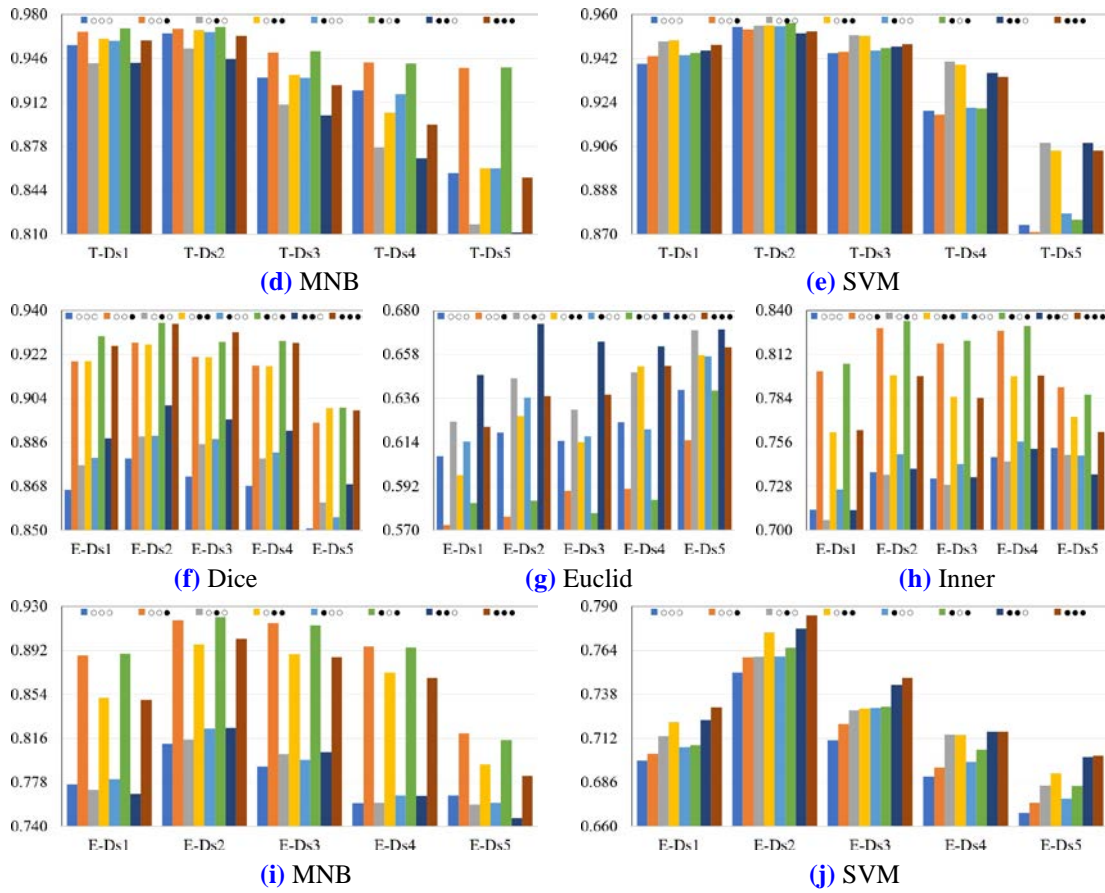 0.980
○○○ ○○● ○●○ ○●● ●○○ ●○● ●●○ ●●●
0.946
0.912
0.878
0.844
0.810
T-Ds1 T-Ds2 T-Ds3 T-Ds4 T-Ds5
(d) MNB
0.960
○○○ ○○● ○●○ ○●● ●○○ ●○● ●●○ ●●●
0.942
0.924
0.906
0.888
0.870
T-Ds1 T-Ds2 T-Ds3 T-Ds4 T-Ds5
(e) SVM
0.940
○○○ ○○● ○●○ ○●● ●○○ ●○● ●●○ ●●●
0.922
0.904
0.886
0.868
0.850
E-Ds1 E-Ds2 E-Ds3 E-Ds4 E-Ds5
(f) Dice
0.680
○○○ ○○● ○●○ ○●● ●○○ ●○● ●●○ ●●●
0.658
0.636
0.614
0.592
0.570
E-Ds1 E-Ds2 E-Ds3 E-Ds4 E-Ds5
(g) Euclid
0.840
○○○ ○○● ○●○ ○●● ●○○ ●○● ●●○ ●●●
0.812
0.784
0.756
0.728
0.700
E-Ds1 E-Ds2 E-Ds3 E-Ds4 E-Ds5
(h) Inner
0.930
○○○ ○○● ○●○ ○●● ●○○ ●○● ●●○ ●●●
0.892
0.854
0.816
0.778
0.740
E-Ds1 E-Ds2 E-Ds3 E-Ds4 E-Ds5
(i) MNB
0.790
○○○ ○○● ○●○ ○●● ●○○ ●○● ●●○ ●●●
0.764
0.738
0.712
0.686
0.660
E-Ds1 E-Ds2 E-Ds3 E-Ds4 E-Ds5
(j) SVM